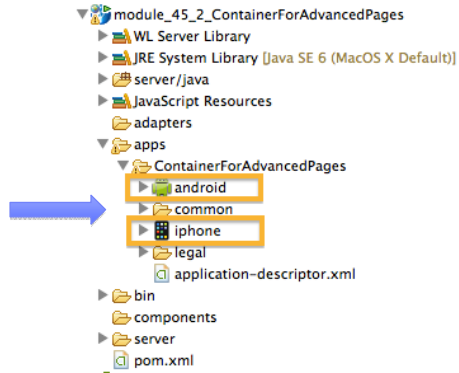 module_45_2_ContainerForAdvancedPages
WL Server Library
JRE System Library [Java SE 6 (MacOS X Default)]
server/java
JavaScript Resources
adapters
apps
ContainerForAdvancedPages
android
common
iphone
legal
application-descriptor.xml
bin
components
server
pom.xml